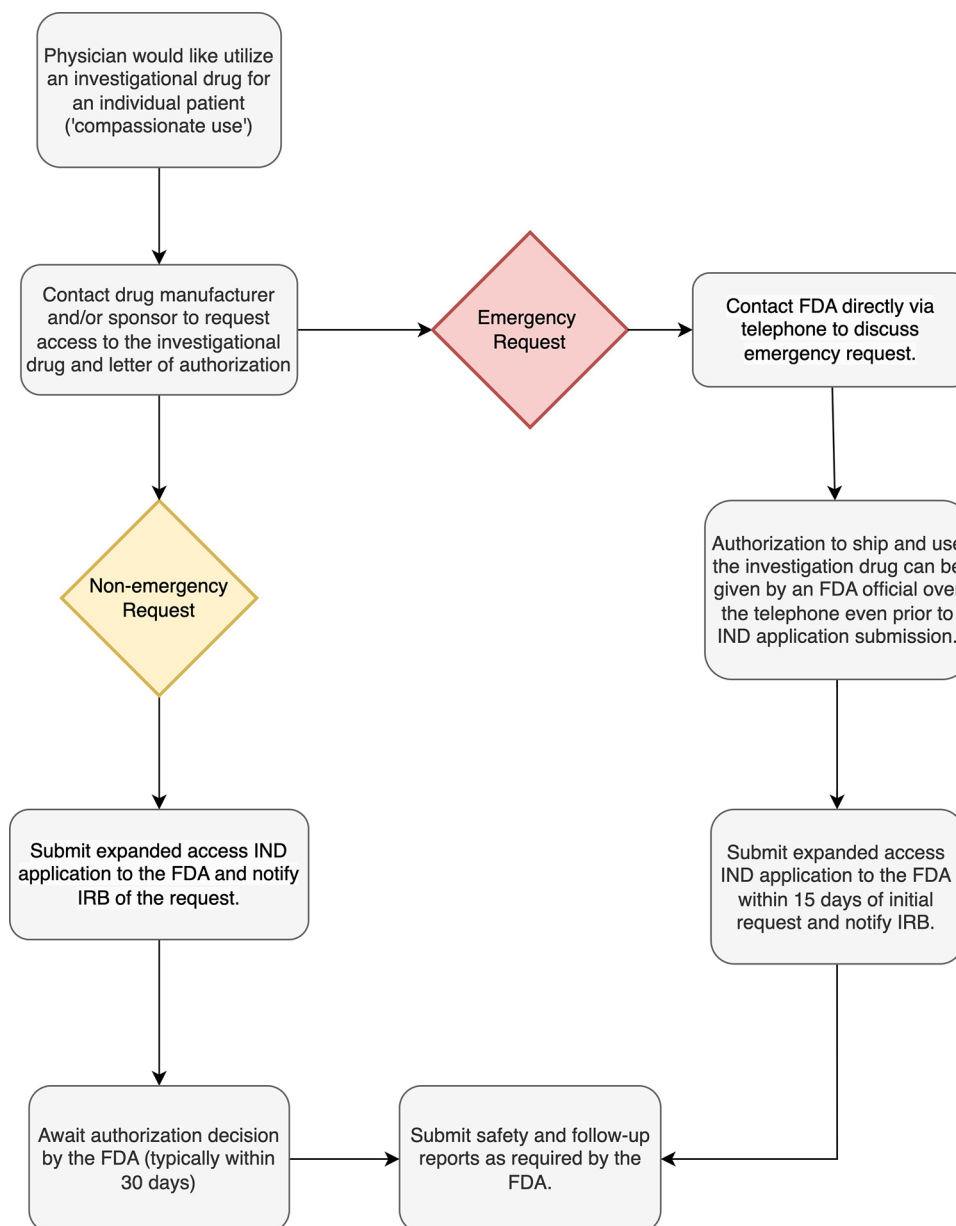 Physician would like utilize
an investigational drug for
an individual patient
('compassionate use')
Contact drug manufacturer
and/or sponsor to request
access to the investigational
drug and letter of authorization
Emergency
Request
Contact FDA directly via
telephone to discuss
emergency request.
Non-emergency
Request
Authorization to ship and use
the investigation drug can be
given by an FDA official over
the telephone even prior to
IND application submission.
Submit expanded access IND
application to the FDA and notify
IRB of the request.
Submit expanded access
IND application to the FDA
within 15 days of initial
request and notify IRB.
Await authorization decision
by the FDA (typically within
30 days)
Submit safety and follow-up
reports as required by the
FDA.